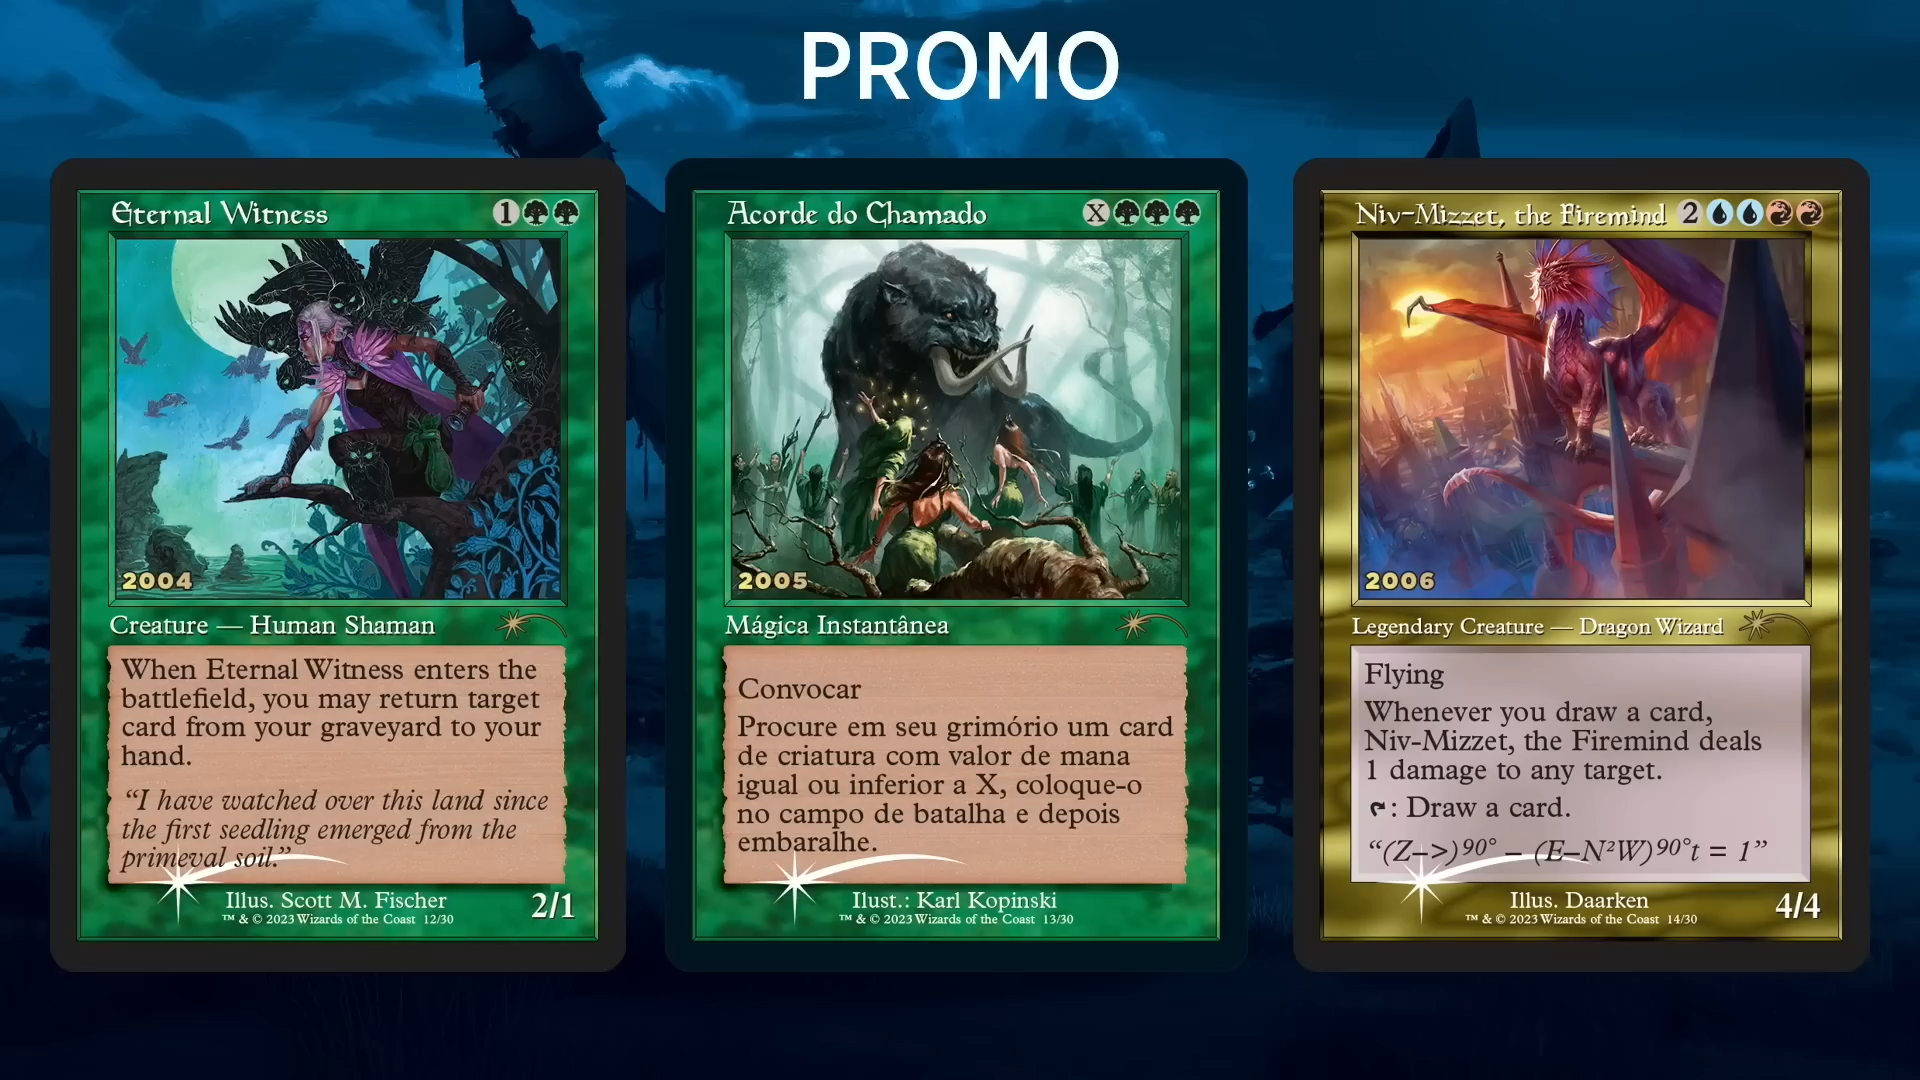 PROMO
Eternal Witness 1
2004
Creature — Human Shaman
When Eternal Witness enters the
battlefield, you may return target
card from your graveyard to your
hand.
“I have watched over this land since
the first seedling emerged from the
primeval soil.”
Illus. Scott M. Fischer
2/1
™ & © 2023 Wizards of the Coast 12/30
Acorde do Chamado X
2005
Mágica Instantânea
Convocar
Procure em seu grimório um card
de criatura com valor de mana
igual ou inferior a X, coloque-o
no campo de batalha e depois
embaralhe.
Ilust.: Karl Kopinski
™ & © 2023 Wizards of the Coast 13/30
Niv-Mizzet, the Firemind 2
2006
Legendary Creature — Dragon Wizard
Flying
Whenever you draw a card,
Niv-Mizzet, the Firemind deals
1 damage to any target.
: Draw a card.
“(Z–>)90° – (E–N²W)90°t = 1”
Illus. Daarken
4/4
™ & © 2023 Wizards of the Coast 14/30